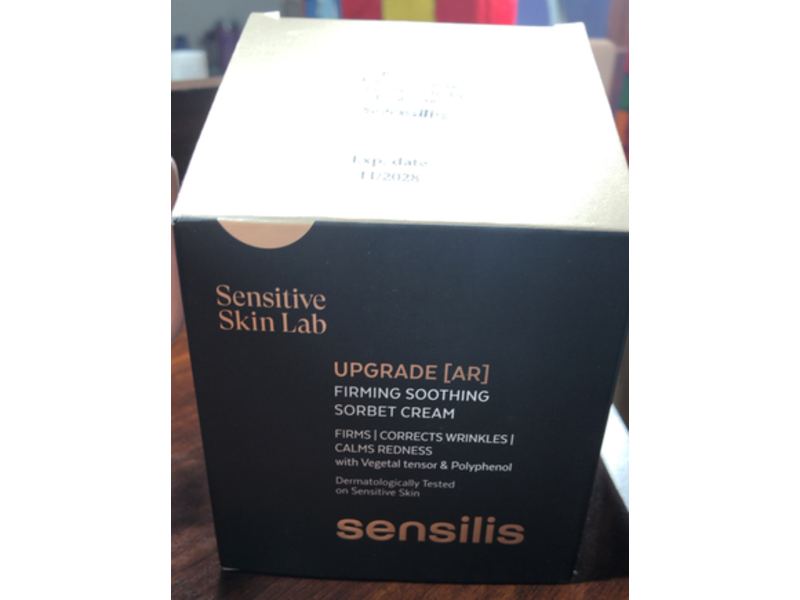 sensilis
Exp. date
11/2028
Sensitive
Skin Lab
UPGRADE [AR]
FIRMING SOOTHING
SORBET CREAM
FIRMS | CORRECTS WRINKLES |
CALMS REDNESS
with Vegetal tensor & Polyphenol
Dermatologically Tested
on Sensitive Skin
sensilis